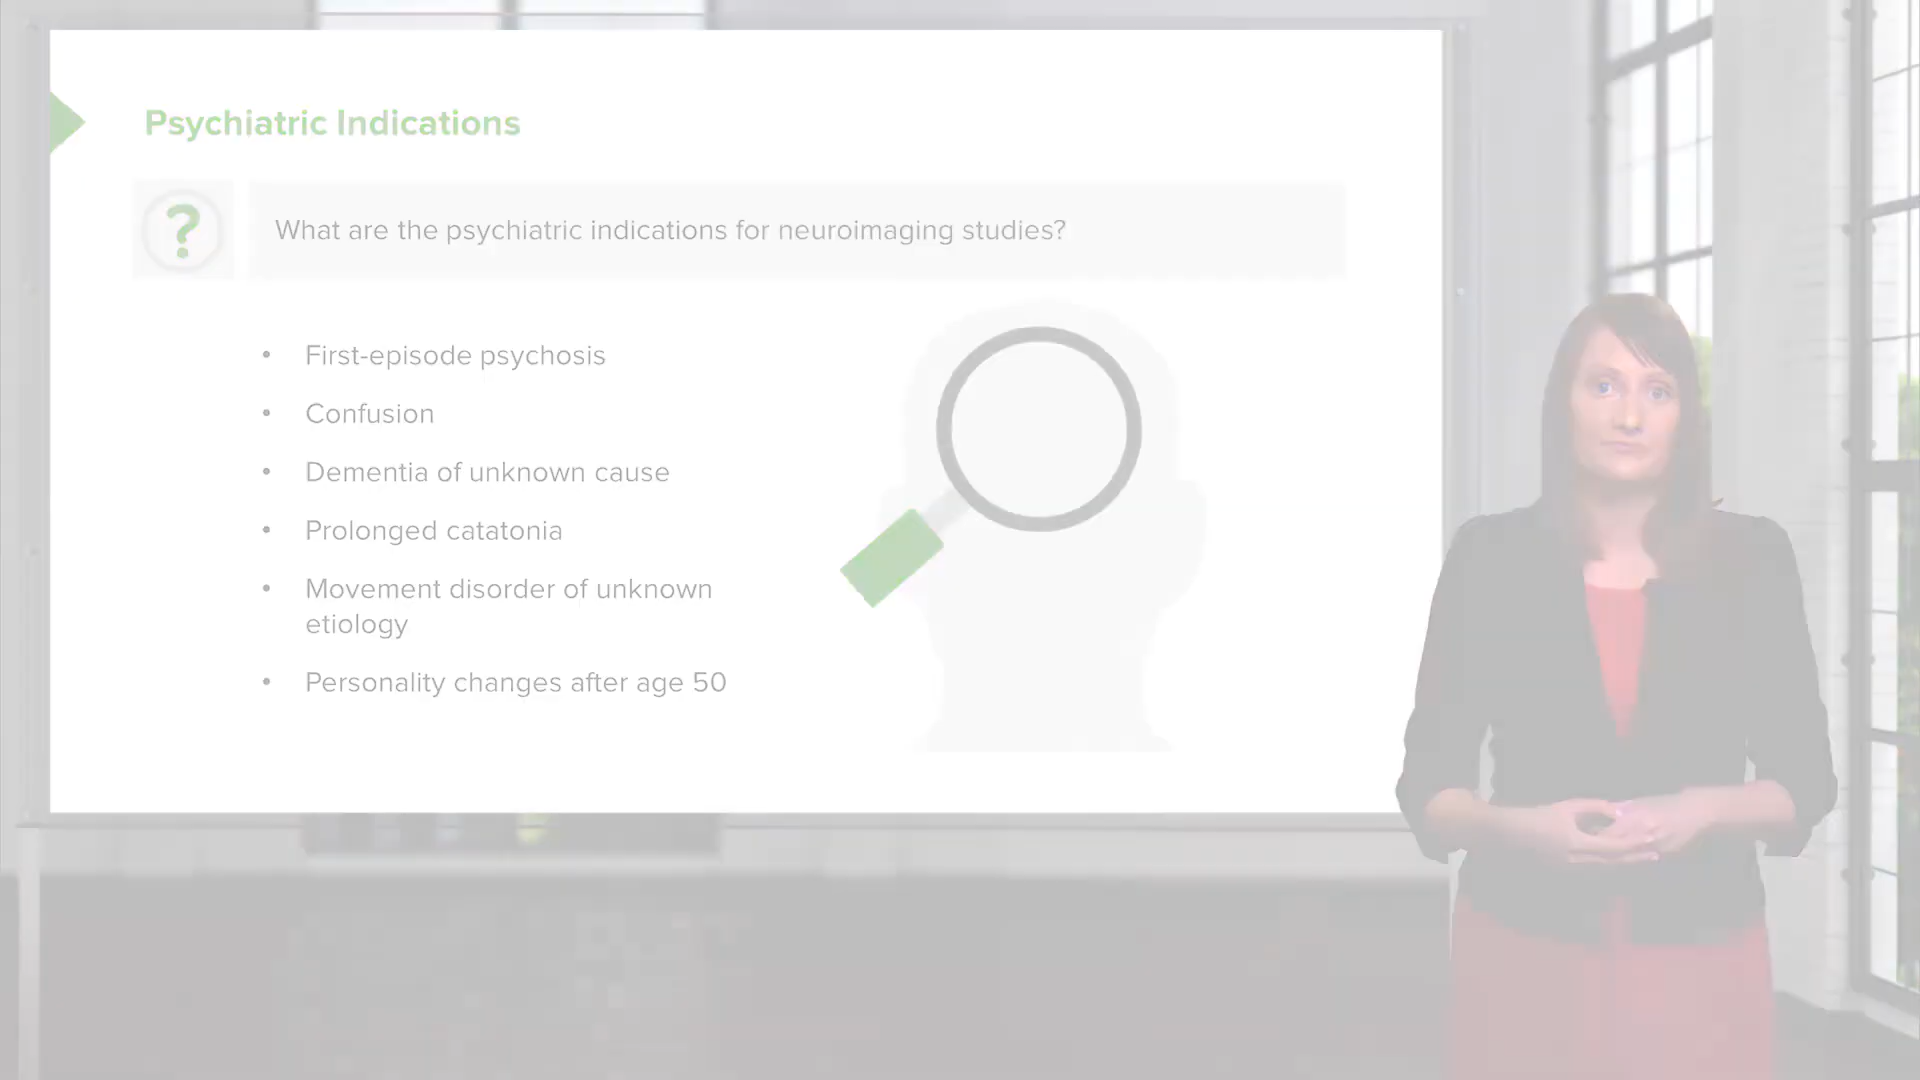 Psychiatric Indications
?
What are the psychiatric indications for neuroimaging studies?
• First-episode psychosis
• Confusion
• Dementia of unknown cause
• Prolonged catatonia
• Movement disorder of unknown
etiology
• Personality changes after age 50